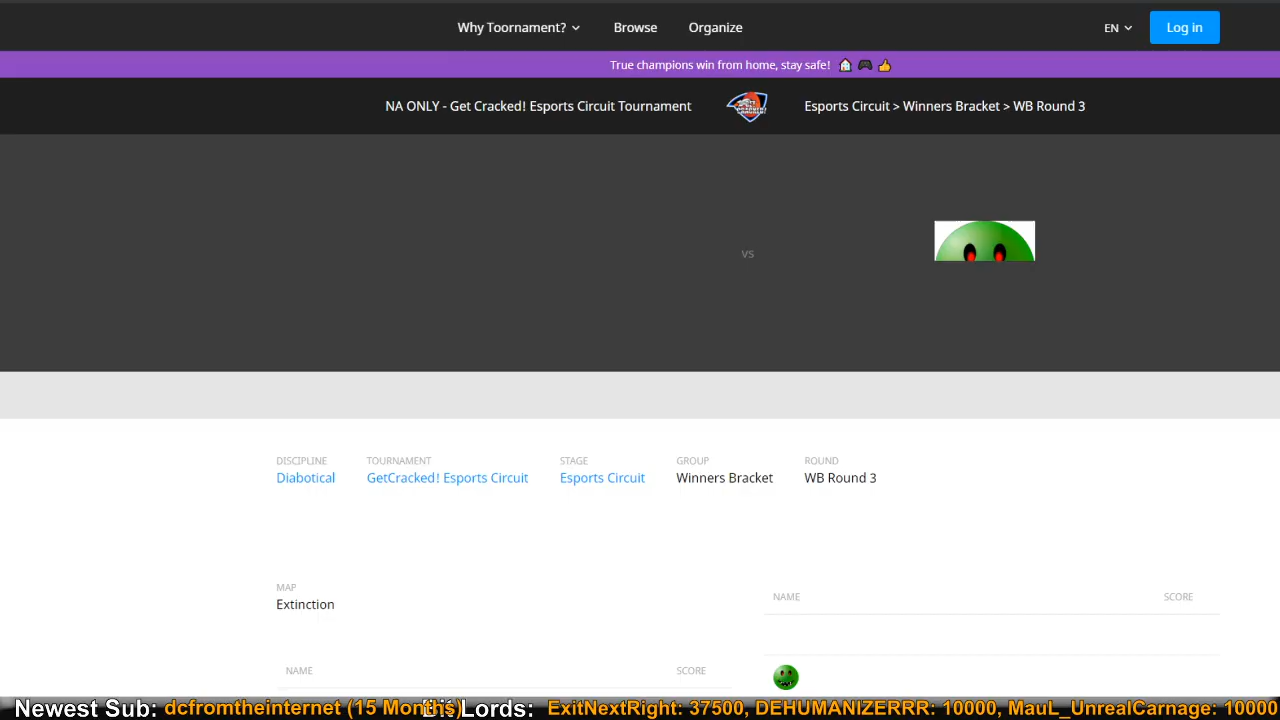 Why Toornament? Browse Organize EN Log in
True champions win from home, stay safe!
NA ONLY - Get Cracked! Esports Circuit Tournament Esports Circuit > Winners Bracket > WB Round 3
vs
DISCIPLINE TOURNAMENT STAGE GROUP ROUND
Diabotical GetCracked! Esports Circuit Esports Circuit Winners Bracket WB Round 3
MAP
Extinction
NAME SCORE
NAME SCORE
Newest Sub: dcfromtheinternet (15 Months) Lords: ExitNextRight: 37500, DEHUMANIZERRR: 10000, MauL_UnrealCarnage: 10000